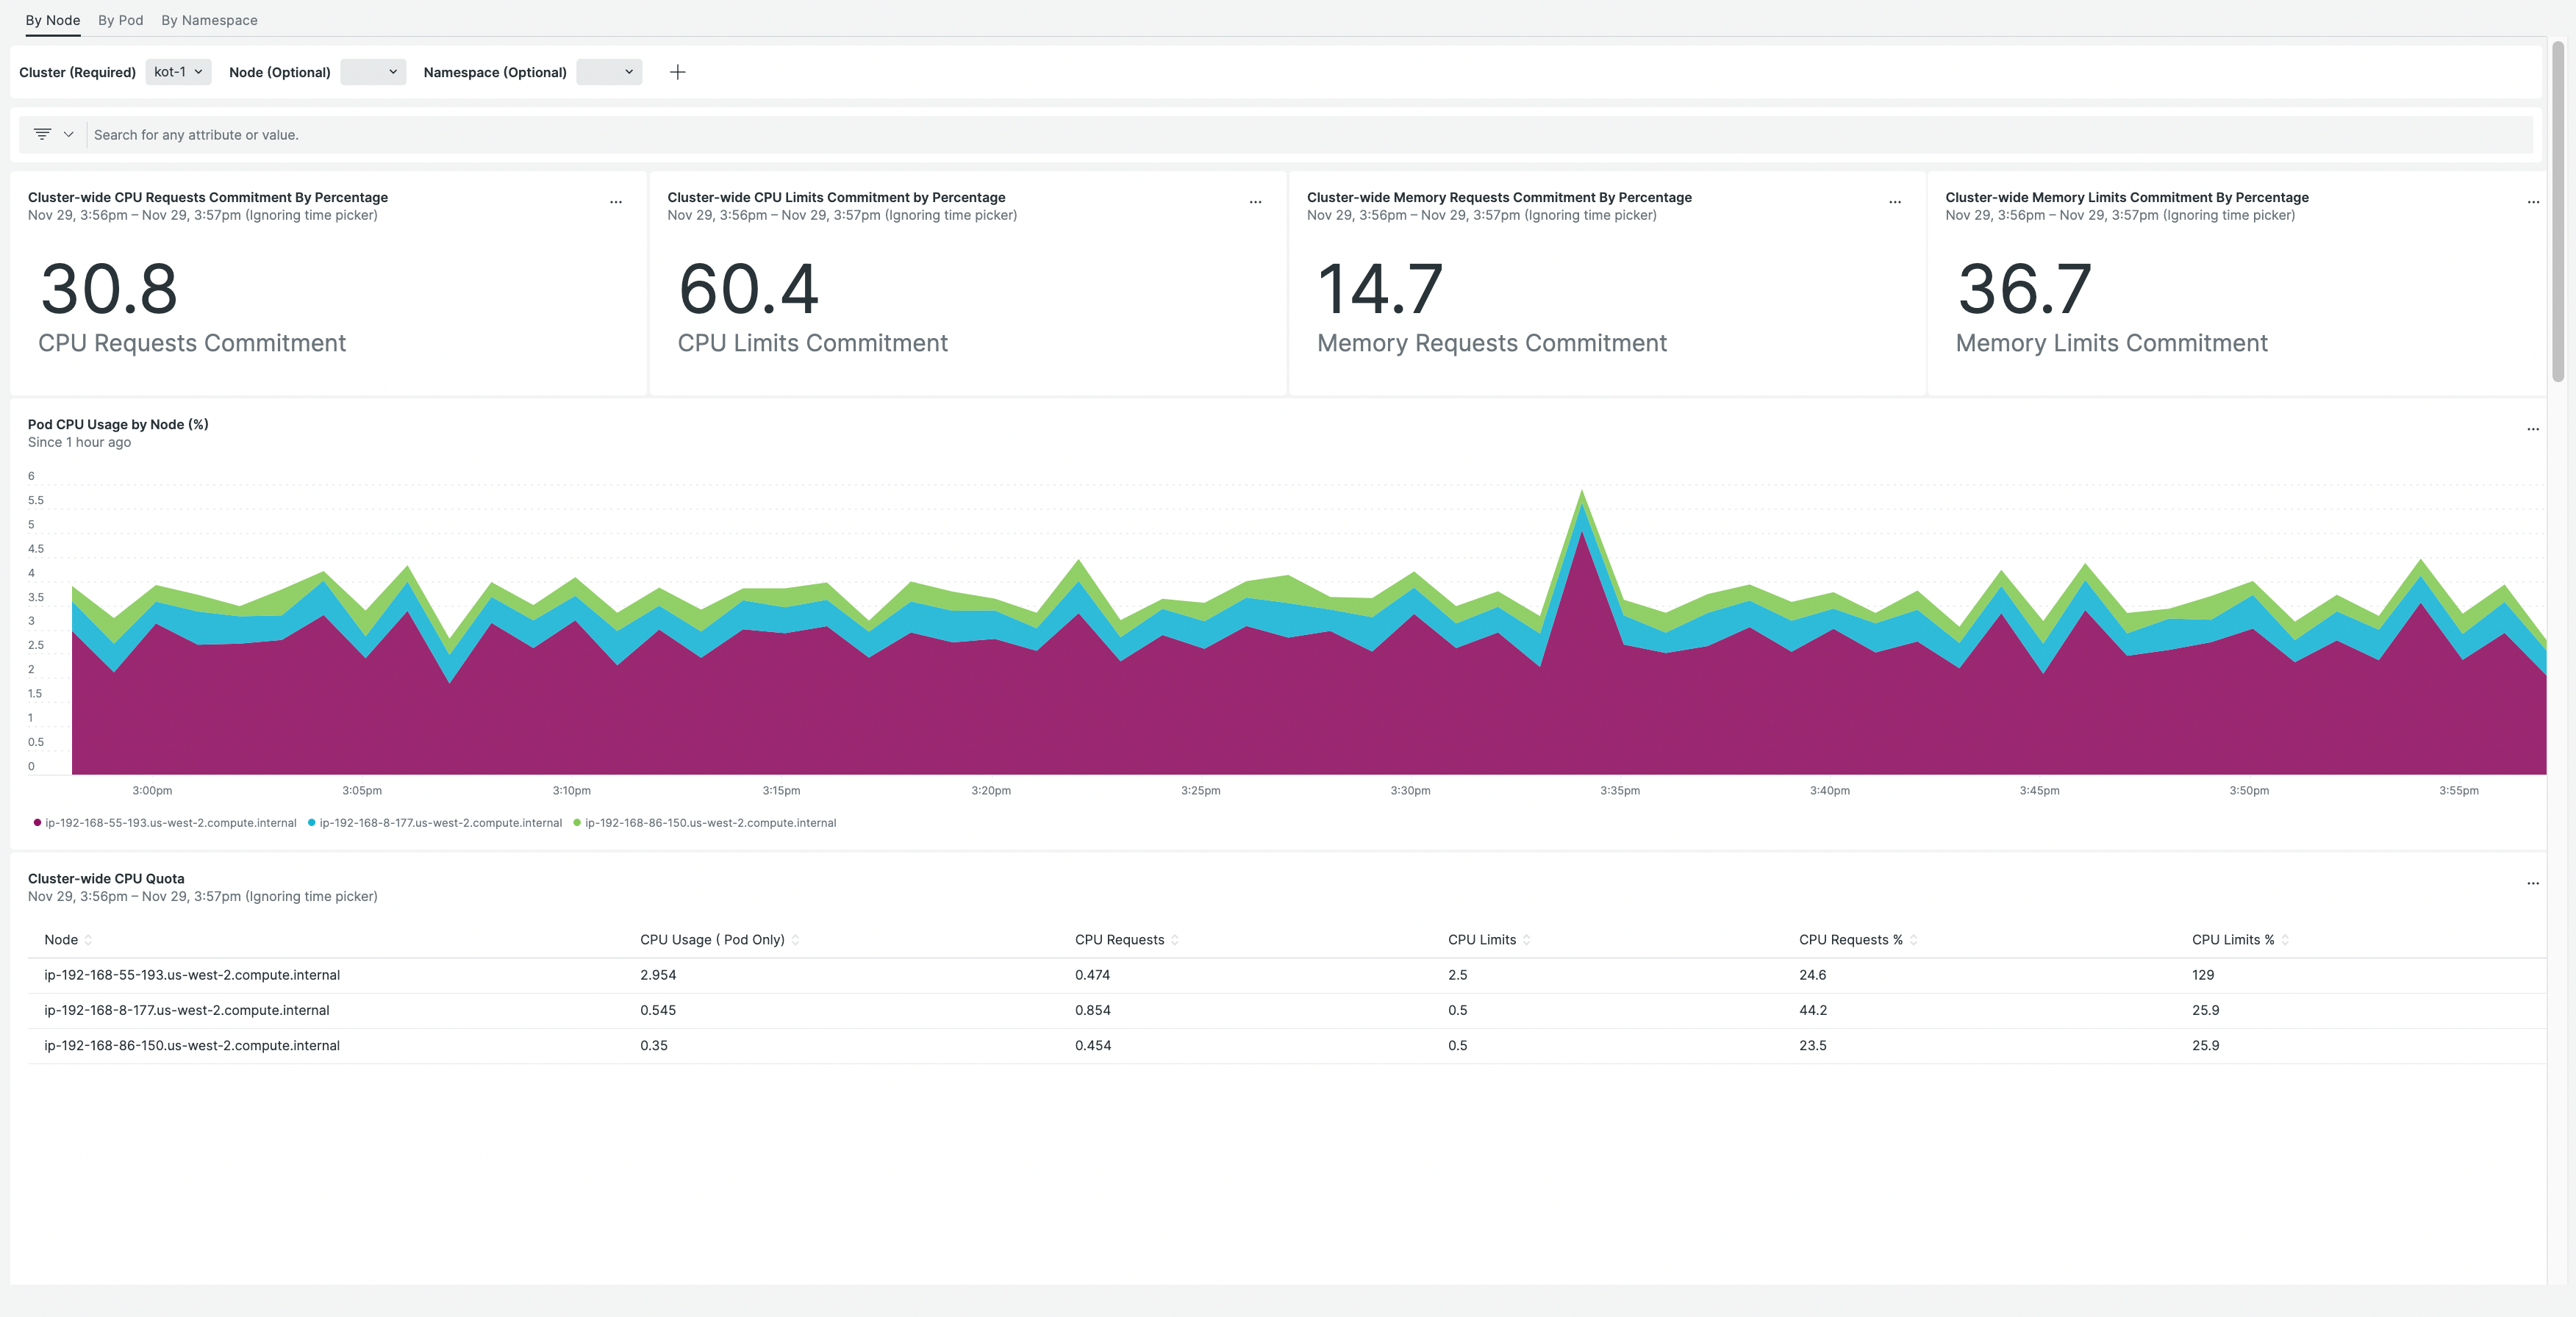 By Node By Pod By Namespace
Cluster (Required) kot-1 Node (Optional) Namespace (Optional)
Search for any attribute or value.
Cluster-wide CPU Requests Commitment By Percentage
Nov 29, 3:56pm – Nov 29, 3:57pm (Ignoring time picker)
30.8
CPU Requests Commitment
Cluster-wide CPU Limits Commitment by Percentage
Nov 29, 3:56pm – Nov 29, 3:57pm (Ignoring time picker)
60.4
CPU Limits Commitment
Cluster-wide Memory Requests Commitment By Percentage
Nov 29, 3:56pm – Nov 29, 3:57pm (Ignoring time picker)
14.7
Memory Requests Commitment
Cluster-wide Memory Limits Commitment By Percentage
Nov 29, 3:56pm – Nov 29, 3:57pm (Ignoring time picker)
36.7
Memory Limits Commitment
Pod CPU Usage by Node (%)
Since 1 hour ago
6
5.5
5
4.5
4
3.5
3
2.5
2
1.5
1
0.5
0
3:00pm 3:05pm 3:10pm 3:15pm 3:20pm 3:25pm 3:30pm 3:35pm 3:40pm 3:45pm 3:50pm 3:55pm
ip-192-168-55-193.us-west-2.compute.internal ip-192-168-8-177.us-west-2.compute.internal ip-192-168-86-150.us-west-2.compute.internal
Cluster-wide CPU Quota
Nov 29, 3:56pm – Nov 29, 3:57pm (Ignoring time picker)
Node CPU Usage ( Pod Only) CPU Requests CPU Limits CPU Requests % CPU Limits %
ip-192-168-55-193.us-west-2.compute.internal 2.954 0.474 2.5 24.6 129
ip-192-168-8-177.us-west-2.compute.internal 0.545 0.854 0.5 44.2 25.9
ip-192-168-86-150.us-west-2.compute.internal 0.35 0.454 0.5 23.5 25.9